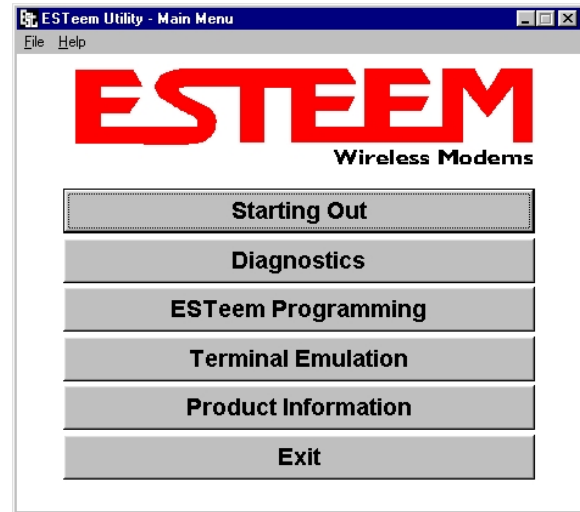 ESTeem Utility - Main Menu
File Help
ESTEEM
Wireless Modems
Starting Out
Diagnostics
ESTeem Programming
Terminal Emulation
Product Information
Exit